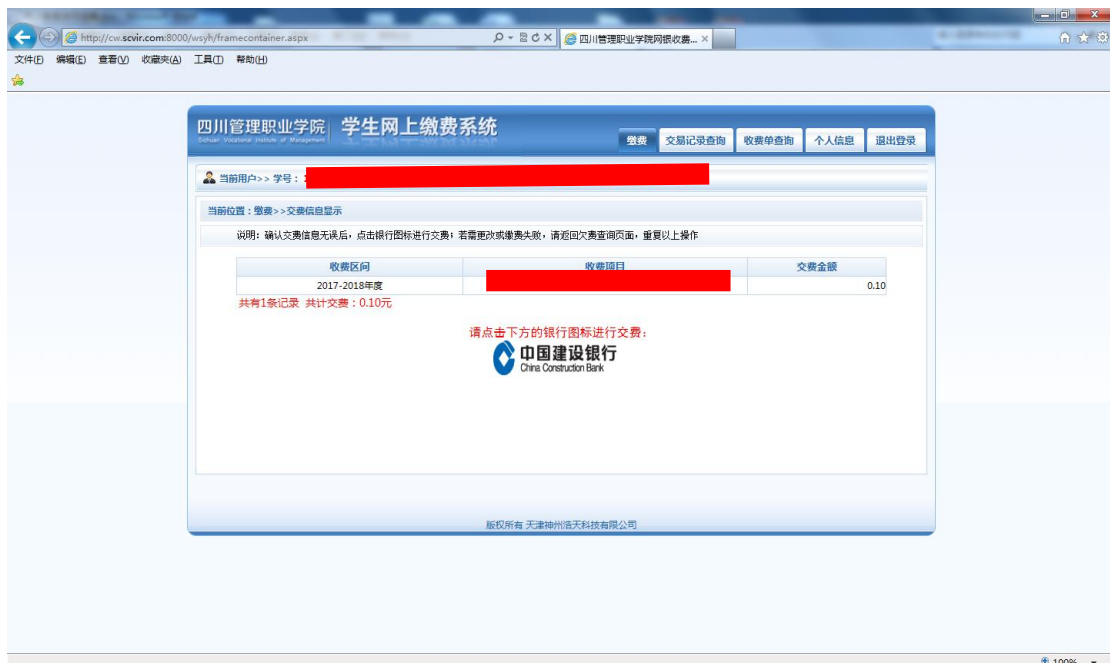 http://cw.scvir.com:8000/wsyh/framecontainer.aspx
四川管理职业学院网银收费...
文件(F) 编辑(E) 查看(V) 收藏夹(A) 工具(T) 帮助(H)
四川管理职业学院 学生网上缴费系统
Sichuan Vocational Institute of Management
缴费 交易记录查询 收费单查询 个人信息 退出登录
当前用户>> 学号:
当前位置:缴费>>交费信息显示
说明:确认交费信息无误后,点击银行图标进行交费;若需更改或缴费失败,请返回欠费查询页面,重复以上操作
收费区间 收费项目 交费金额
2017-2018年度 0.10
共有1条记录 共计交费:0.10元
请点击下方的银行图标进行交费:
中国建设银行
China Construction Bank
版权所有 天津神州浩天科技有限公司
100%